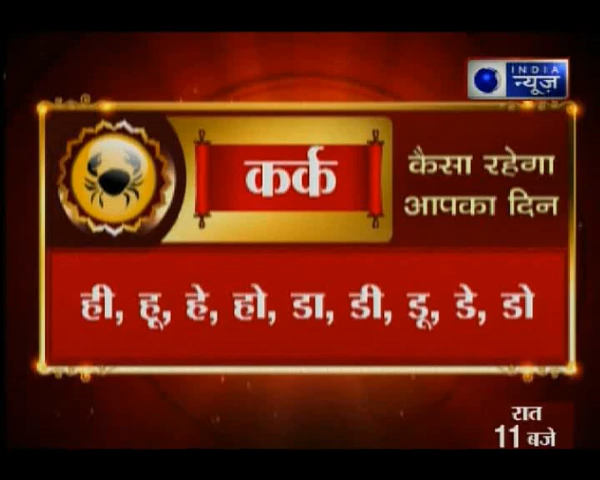 INDIA
न्यूज़
कर्क
कैसा रहेगा
आपका दिन
ही, हू, हे, हो, डा, डी, डू, डे, डो
रात
11 बजे